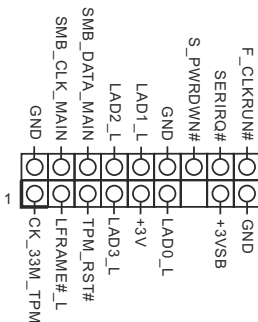 GND
SMB_CLK_MAIN
SMB_DATA_MAIN
LAD2_L
LAD1_L
GND
S_PWRDWN#
SERIRQ#
F_CLKRUN#
1
CK_33M_TPM
LFRAME#_L
TPM_RST#
LAD3_L
+3V
LAD0_L
+3VSB
GND